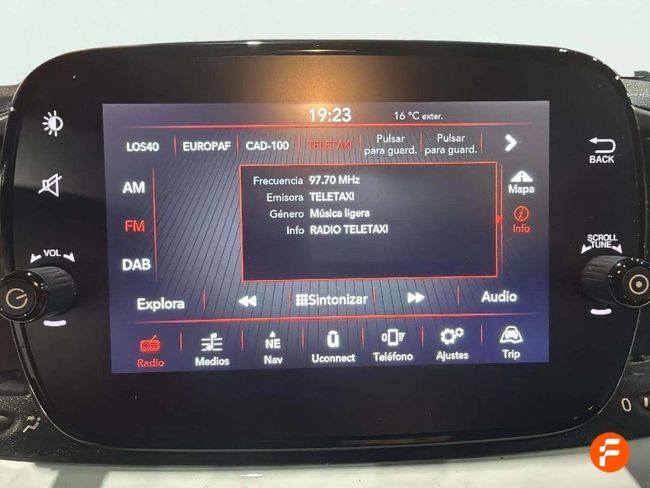 19:23 16 °C exter.
LOS40 EUROPAF CAD-100 TELETAXI Pulsar para guard. Pulsar para guard.
BACK
AM
Frecuencia 97.70 MHz
Emisora TELETAXI
Género Música ligera
Info RADIO TELETAXI
Mapa
FM
Info
DAB
VOL
SCROLL
TUNE
Explora Sintonizar Audio
Radio Medios NE Nav Uconnect Teléfono Ajustes Trip
0